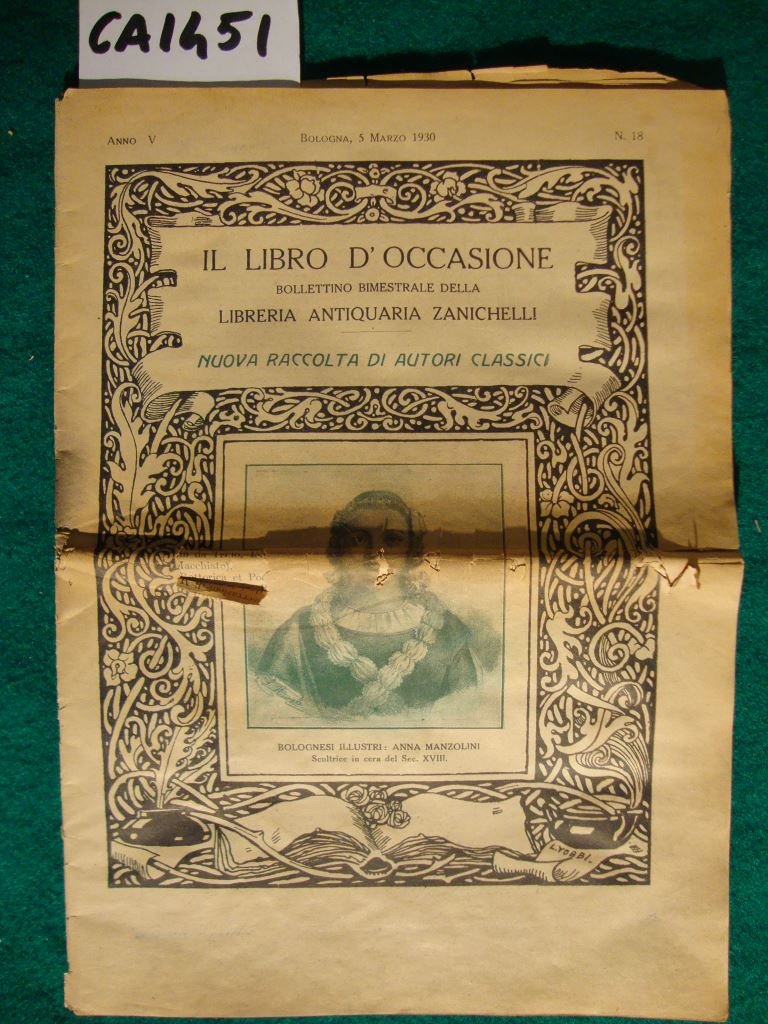 CA1451
ANNO V
BOLOGNA, 5 MARZO 1930
N. 18
IL LIBRO D'OCCASIONE
BOLLETTINO BIMESTRALE DELLA
LIBRERIA ANTIQUARIA ZANICHELLI
NUOVA RACCOLTA DI AUTORI CLASSICI
Macchiato).
BOLOGNESI ILLUSTRI: ANNA MANZOLINI
Scultrice in cera del Sec. XVIII.